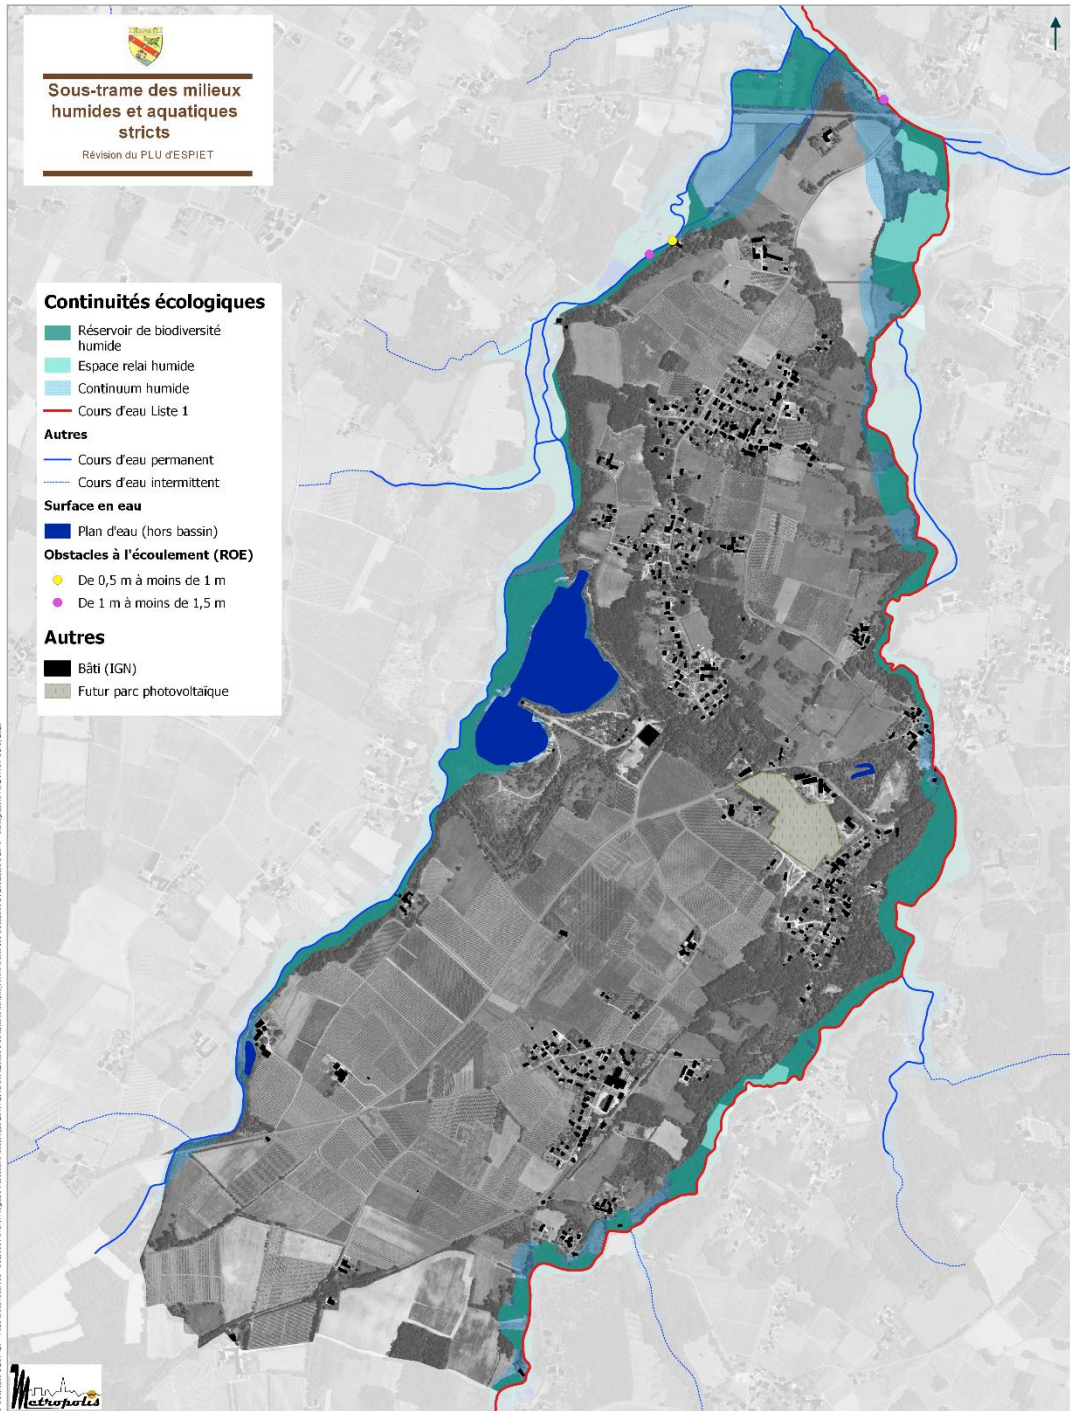 Sous-trame des milieux
humides et aquatiques
stricts
Révision du PLU d'ESPIET
Continuités écologiques
Réservoir de biodiversité
humide
Espace relai humide
Continuum humide
Cours d'eau Liste 1
Autres
Cours d'eau permanent
Cours d'eau intermittent
Surface en eau
Plan d'eau (hors bassin)
Obstacles à l'écoulement (ROE)
De 0,5 m à moins de 1 m
De 1 m à moins de 1,5 m
Autres
Bâti (IGN)
Futur parc photovoltaïque
Metropolis